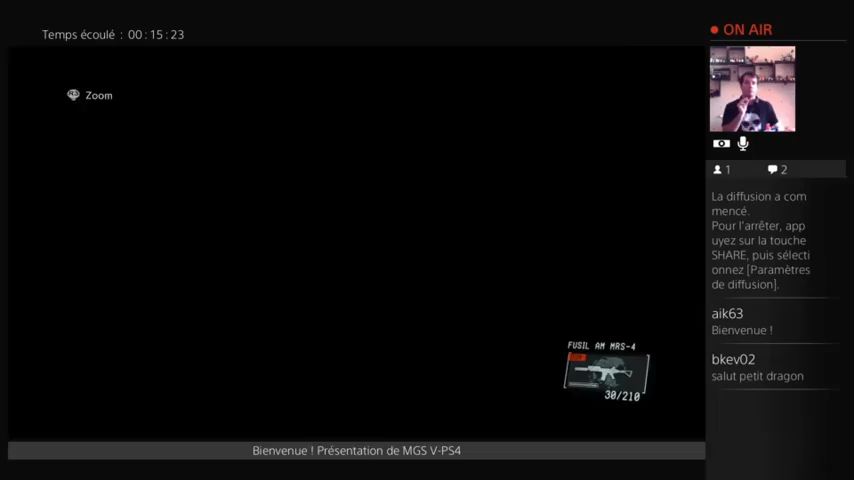 Temps écoulé : 00:15:23
ON AIR
Zoom
1
2
La diffusion a com
mencé.
Pour l'arrêter, app
uyez sur la touche
SHARE, puis sélecti
onnez [Paramètres
de diffusion].
aik63
Bienvenue !
bkev02
salut petit dragon
FUSIL AM MRS-4
30/210
Bienvenue ! Présentation de MGS V-PS4